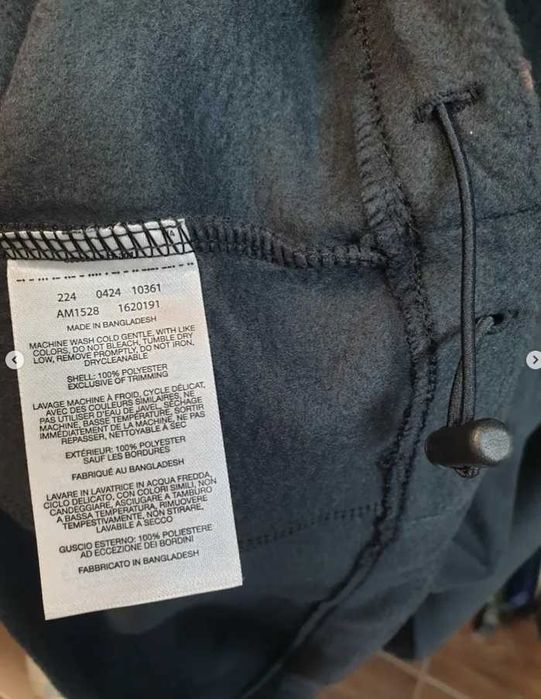 224 0424 10361
AM1528 1620191
MADE IN BANGLADESH
MACHINE WASH COLD GENTLE, WITH LIKE
COLORS, DO NOT BLEACH, TUMBLE DRY
LOW, REMOVE PROMPTLY, DO NOT IRON,
DRYCLEANABLE
SHELL: 100% POLYESTER
EXCLUSIVE OF TRIMMING
LAVAGE MACHINE À FROID, CYCLE DÉLICAT,
AVEC DES COULEURS SIMILAIRES, NE
PAS UTILISER D'EAU DE JAVEL, SÉCHAGE
MACHINE, BASSE TEMPÉRATURE, SORTIR
IMMÉDIATEMENT DE LA MACHINE, NE PAS
REPASSER, NETTOYABLE À SEC
EXTÉRIEUR: 100% POLYESTER
SAUF LES BORDURES
FABRIQUÉ AU BANGLADESH
LAVARE IN LAVATRICE IN ACQUA FREDDA,
CICLO DELICATO, CON COLORI SIMILI, NON
CANDEGGIARE, ASCIUGARE A TAMBURO
A BASSA TEMPERATURA, RIMUOVERE
TEMPESTIVAMENTE, NON STIRARE,
LAVABILE A SECCO
GUSCIO ESTERNO: 100% POLIESTERE
AD ECCEZIONE DEI BORDINI
FABBRICATO IN BANGLADESH